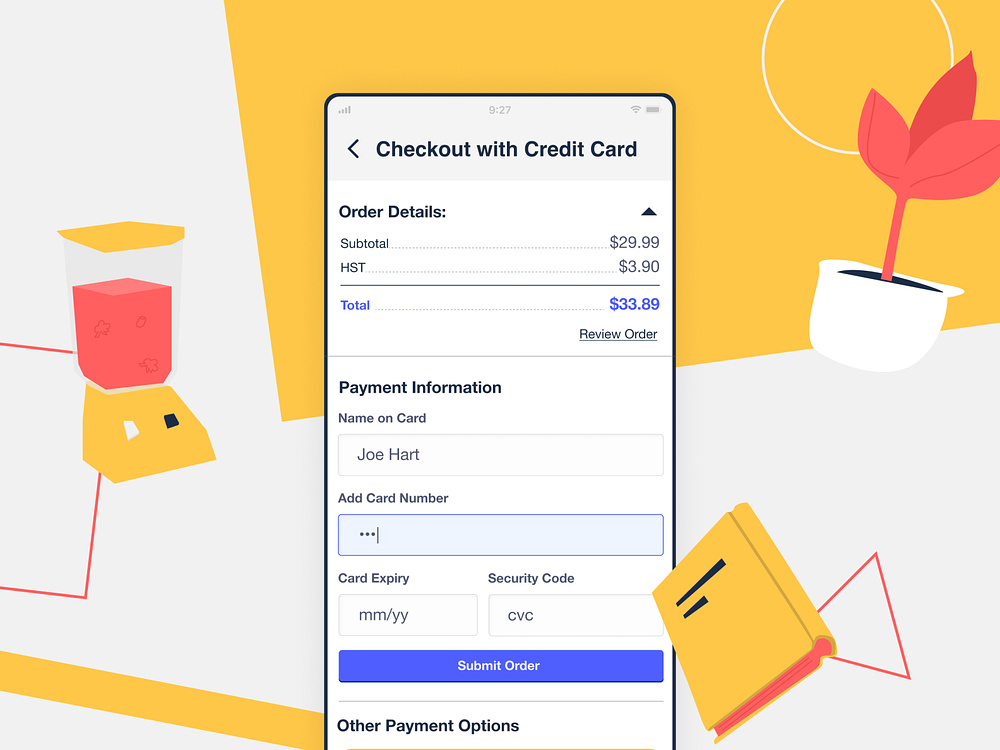 9:27
Checkout with Credit Card
Order Details:
Subtotal $29.99
HST $3.90
Total $33.89
Review Order
Payment Information
Name on Card
Joe Hart
Add Card Number
•••
Card Expiry Security Code
mm/yy cvc
Submit Order
Other Payment Options